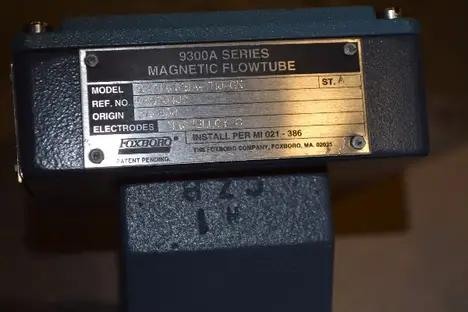 9300A SERIES
MAGNETIC FLOWTUBE
MODEL
ST. A
REF. NO.
ORIGIN
ELECTRODES
FOXBORO
INSTALL PER MI 021 - 386
PATENT PENDING.
THE FOXBORO COMPANY, FOXBORO, MA. 02035